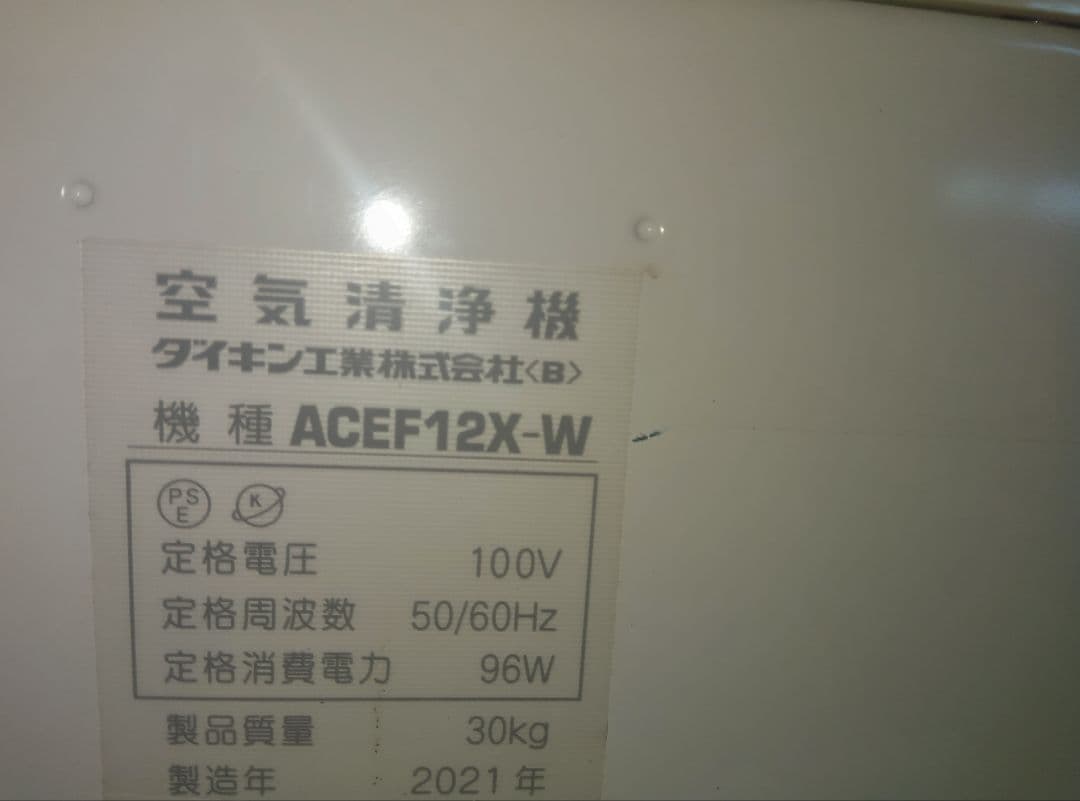 空気清浄機
ダイキン工業株式会社〈B〉
機種 ACEF12X-W
PSE K
定格電圧 100V
定格周波数 50/60Hz
定格消費電力 96W
製品質量 30kg
製造年 2021年